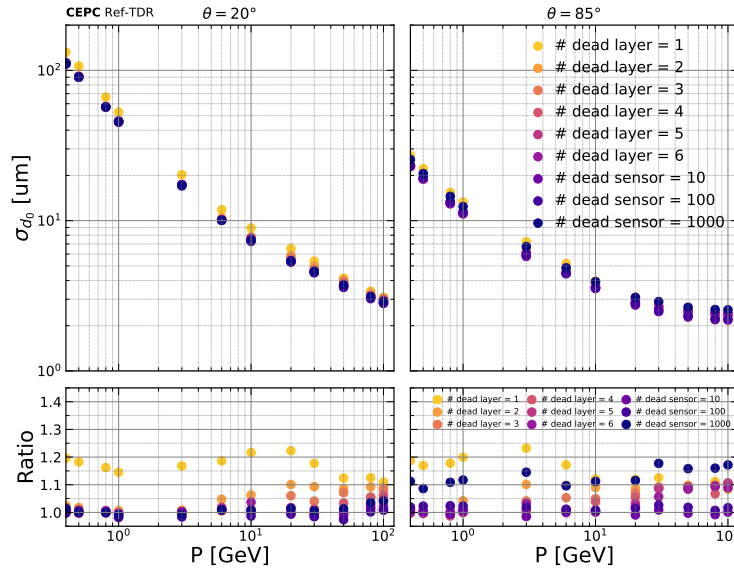 CEPC Ref-TDR
θ = 20°
θ = 85°
10²
10¹
10⁰
σd₀ [um]
# dead layer = 1
# dead layer = 2
# dead layer = 3
# dead layer = 4
# dead layer = 5
# dead layer = 6
# dead sensor = 10
# dead sensor = 100
# dead sensor = 1000
1.4
1.3
1.2
1.1
1.0
Ratio
# dead layer = 1 # dead layer = 4 # dead sensor = 10
# dead layer = 2 # dead layer = 5 # dead sensor = 100
# dead layer = 3 # dead layer = 6 # dead sensor = 1000
10⁰ 10¹ 10² 10⁰ 10¹
P [GeV] P [GeV]